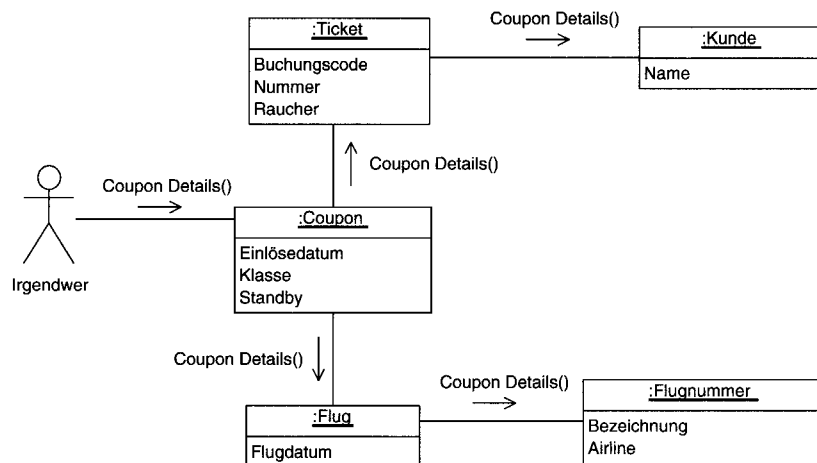 :Ticket
Buchungscode
Nummer
Raucher
Coupon Details()
:Kunde
Name
Coupon Details()
Coupon Details()
Irgendwer
:Coupon
Einlösedatum
Klasse
Standby
Coupon Details()
:Flug
Flugdatum
Coupon Details()
:Flugnummer
Bezeichnung
Airline